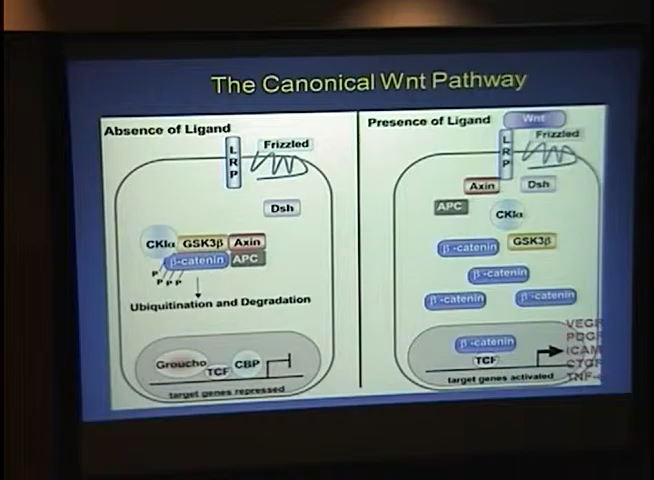 The Canonical Wnt Pathway
Absence of Ligand
LRP
Frizzled
Dsh
CKIα GSK3β Axin
β-catenin APC
P P P P
Ubiquitination and Degradation
Groucho TCF CBP
target genes repressed
Presence of Ligand
Wnt
LRP
Frizzled
Axin
Dsh
APC
CKIα
β-catenin
GSK3β
β-catenin
β-catenin
β-catenin
β-catenin
TCF
target genes activated
VEGF
PDGF
ICAM
CTGF